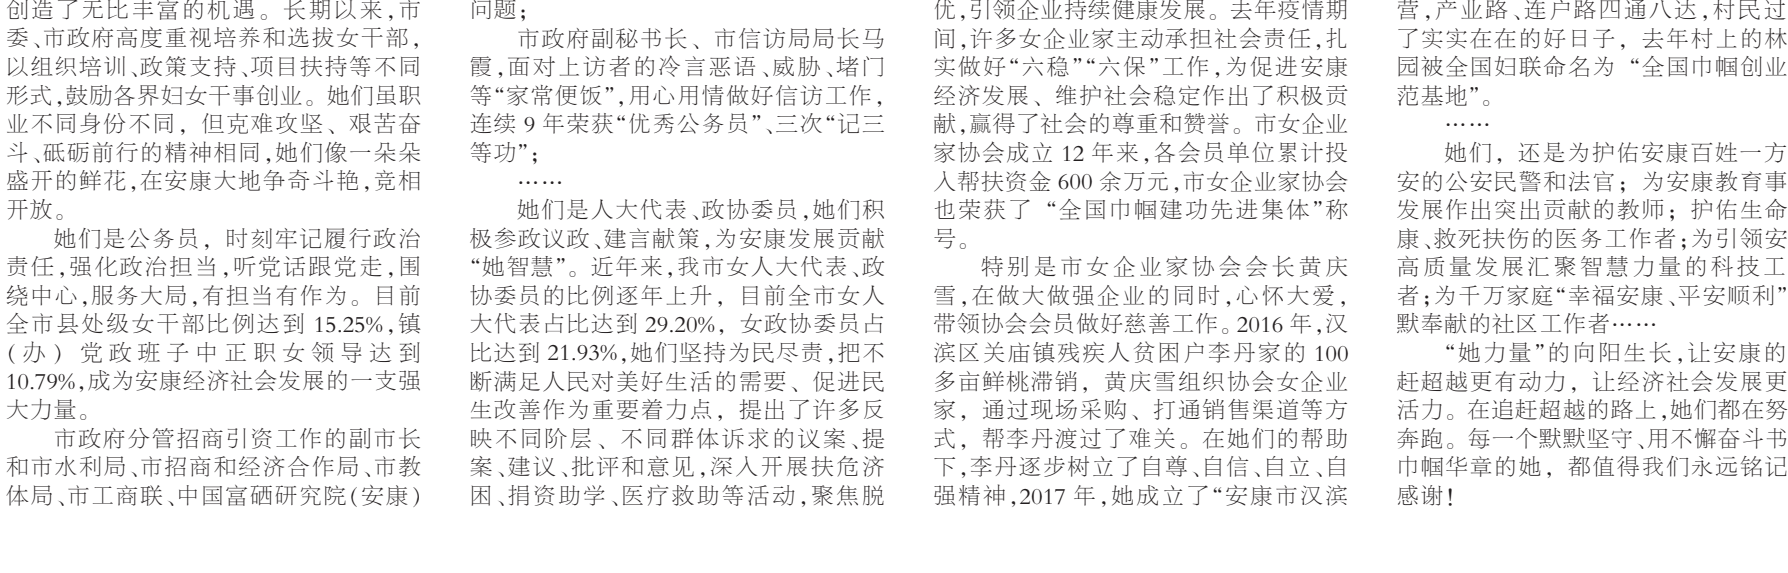 创造了无比丰富的机遇。长期以来,市
委、市政府高度重视培养和选拔女干部,
以组织培训、政策支持、项目扶持等不同
形式,鼓励各界妇女干事创业。她们虽职
业不同身份不同，但克难攻坚、艰苦奋
斗、砥砺前行的精神相同,她们像一朵朵
盛开的鲜花,在安康大地争奇斗艳,竞相
开放。
她们是公务员，时刻牢记履行政治
责任,强化政治担当,听党话跟党走,围
绕中心,服务大局,有担当有作为。目前
全市县处级女干部比例达到 15.25%,镇
(办）党政班子中正职女领导达到
10.79%,成为安康经济社会发展的一支强
大力量。
市政府分管招商引资工作的副市长
和市水利局、市招商和经济合作局、市教
体局、市工商联、中国富硒研究院(安康)
问题；
市政府副秘书长、市信访局局长马
霞,面对上访者的冷言恶语、威胁、堵门
等“家常便饭”,用心用情做好信访工作,
连续 9 年荣获“优秀公务员”、三次“记三
等功”；
……
她们是人大代表、政协委员,她们积
极参政议政、建言献策,为安康发展贡献
“她智慧”。近年来,我市女人大代表、政
协委员的比例逐年上升，目前全市女人
大代表占比达到 29.20%，女政协委员占
比达到 21.93%,她们坚持为民尽责,把不
断满足人民对美好生活的需要、促进民
生改善作为重要着力点，提出了许多反
映不同阶层、不同群体诉求的议案、提
案、建议、批评和意见,深入开展扶危济
困、捐资助学、医疗救助等活动,聚焦脱
优,引领企业持续健康发展。去年疫情期
间,许多女企业家主动承担社会责任,扎
实做好“六稳”“六保”工作,为促进安康
经济发展、维护社会稳定作出了积极贡
献,赢得了社会的尊重和赞誉。市女企业
家协会成立 12 年来,各会员单位累计投
入帮扶资金 600 余万元,市女企业家协会
也荣获了“全国巾帼建功先进集体”称
号。
特别是市女企业家协会会长黄庆
雪,在做大做强企业的同时,心怀大爱,
带领协会会员做好慈善工作。2016 年,汉
滨区关庙镇残疾人贫困户李丹家的 100
多亩鲜桃滞销，黄庆雪组织协会女企业
家，通过现场采购、打通销售渠道等方
式，帮李丹渡过了难关。在她们的帮助
下,李丹逐步树立了自尊、自信、自立、自
强精神,2017 年,她成立了“安康市汉滨
营,产业路、连户路四通八达,村民过
了实实在在的好日子，去年村上的林
园被全国妇联命名为“全国巾帼创业
范基地”。
……
她们，还是为护佑安康百姓一方
安的公安民警和法官；为安康教育事
发展作出突出贡献的教师；护佑生命
康、救死扶伤的医务工作者;为引领安
高质量发展汇聚智慧力量的科技工
者;为千万家庭“幸福安康、平安顺利”
默奉献的社区工作者……
“她力量”的向阳生长,让安康的
赶超越更有动力，让经济社会发展更
活力。在追赶超越的路上,她们都在努
奔跑。每一个默默坚守、用不懈奋斗书
巾帼华章的她，都值得我们永远铭记
感谢！